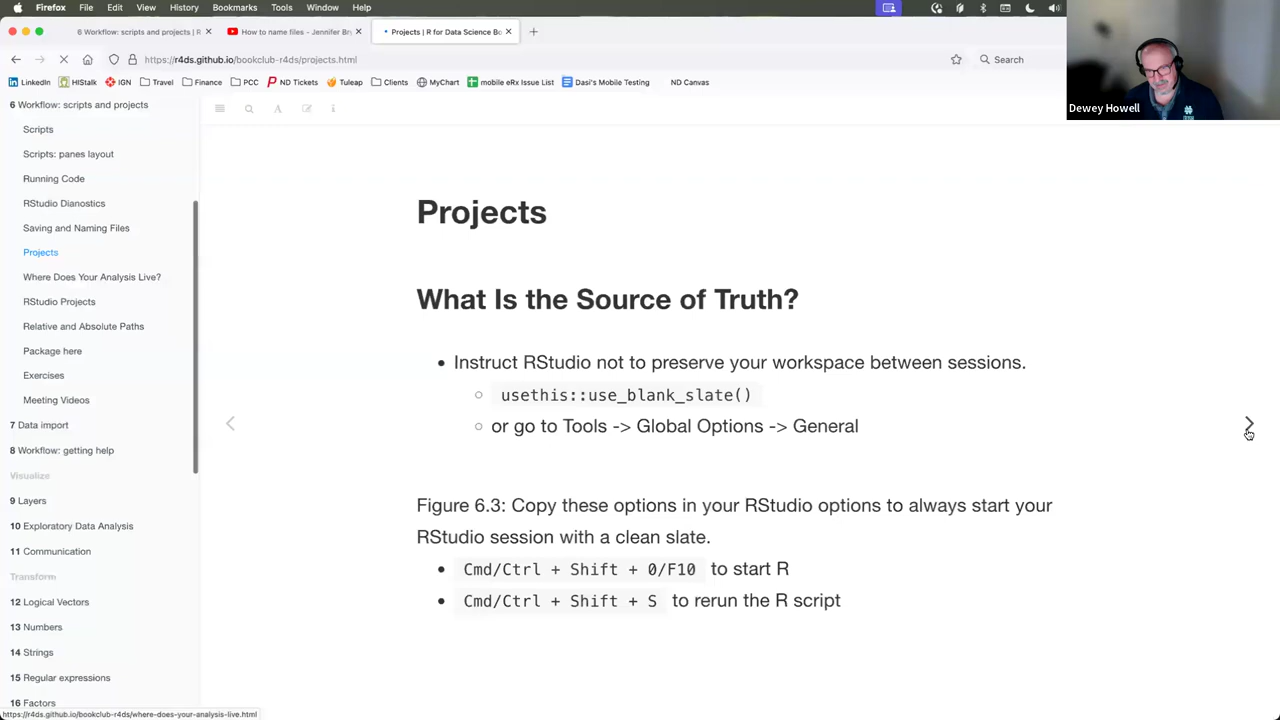 Firefox File Edit View History Bookmarks Tools Window Help
6 Workflow: scripts and projects | R
How to name files - Jennifer Br
Projects | R for Data Science Bo
https://r4ds.github.io/bookclub-r4ds/projects.html
Search
LinkedIn HIStalk IGN Travel Finance PCC ND Tickets Tuleap Clients MyChart mobile eRx Issue List Dasi's Mobile Testing ND Canvas
Dewey Howell
6 Workflow: scripts and projects
Scripts
Scripts: panes layout
Running Code
RStudio Dianostics
Saving and Naming Files
Projects
Where Does Your Analysis Live?
RStudio Projects
Relative and Absolute Paths
Package here
Exercises
Meeting Videos
7 Data import
8 Workflow: getting help
Visualize
9 Layers
10 Exploratory Data Analysis
11 Communication
Transform
12 Logical Vectors
13 Numbers
14 Strings
15 Regular expressions
16 Factors
https://r4ds.github.io/bookclub-r4ds/where-does-your-analysis-live.html
Projects
What Is the Source of Truth?
Instruct RStudio not to preserve your workspace between sessions.
usethis::use_blank_slate()
or go to Tools -> Global Options -> General
Figure 6.3: Copy these options in your RStudio options to always start your
RStudio session with a clean slate.
Cmd/Ctrl + Shift + 0/F10 to start R
Cmd/Ctrl + Shift + S to rerun the R script